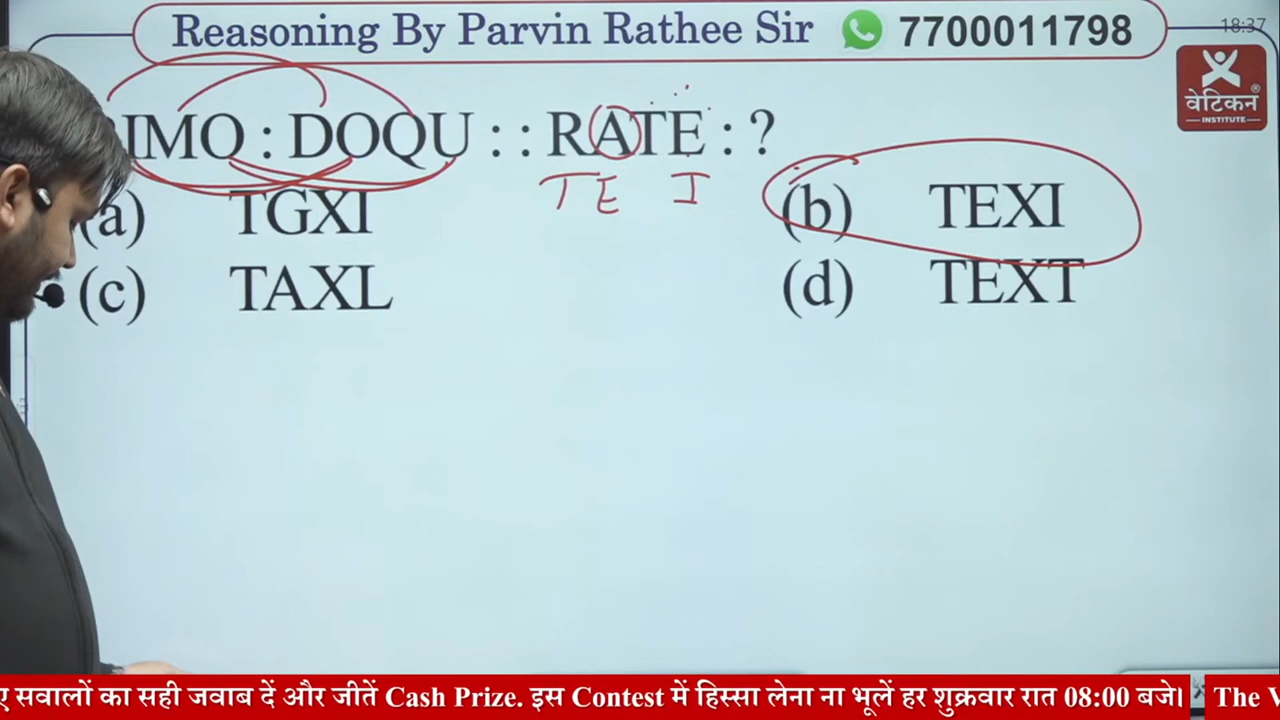 Reasoning By Parvin Rathee Sir 7700011798
18:37
वेटिकन
INSTITUTE
IMO : DOQU : : RATE : ?
T E I
(a) TGXI (b) TEXI
(c) TAXL (d) TEXT
सवालों का सही जवाब दें और जीतें Cash Prize. इस Contest में हिस्सा लेना ना भूलें हर शुक्रवार रात 08:00 बजे। The